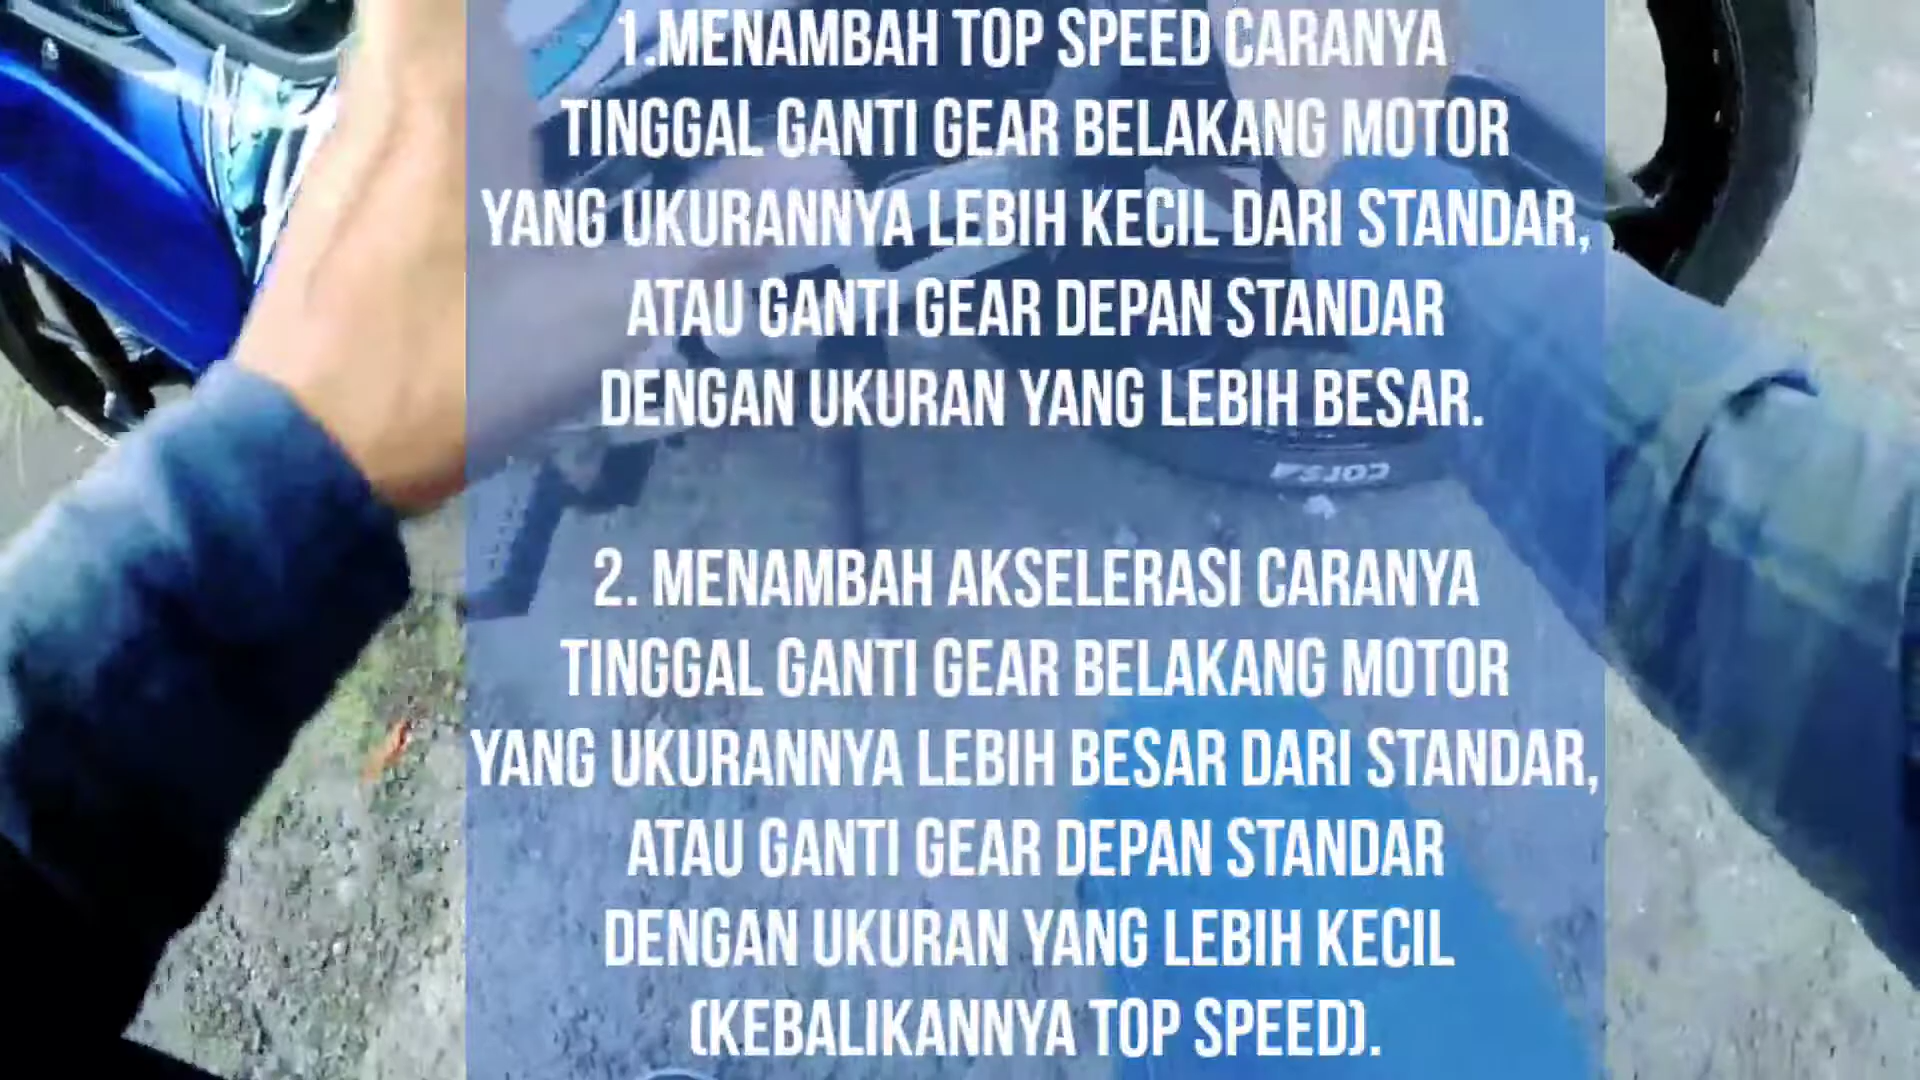 1.MENAMBAH TOP SPEED CARANYA
TINGGAL GANTI GEAR BELAKANG MOTOR
YANG UKURANNYA LEBIH KECIL DARI STANDAR,
ATAU GANTI GEAR DEPAN STANDAR
DENGAN UKURAN YANG LEBIH BESAR.
CORSA
2. MENAMBAH AKSELERASI CARANYA
TINGGAL GANTI GEAR BELAKANG MOTOR
YANG UKURANNYA LEBIH BESAR DARI STANDAR,
ATAU GANTI GEAR DEPAN STANDAR
DENGAN UKURAN YANG LEBIH KECIL
(KEBALIKANNYA TOP SPEED).